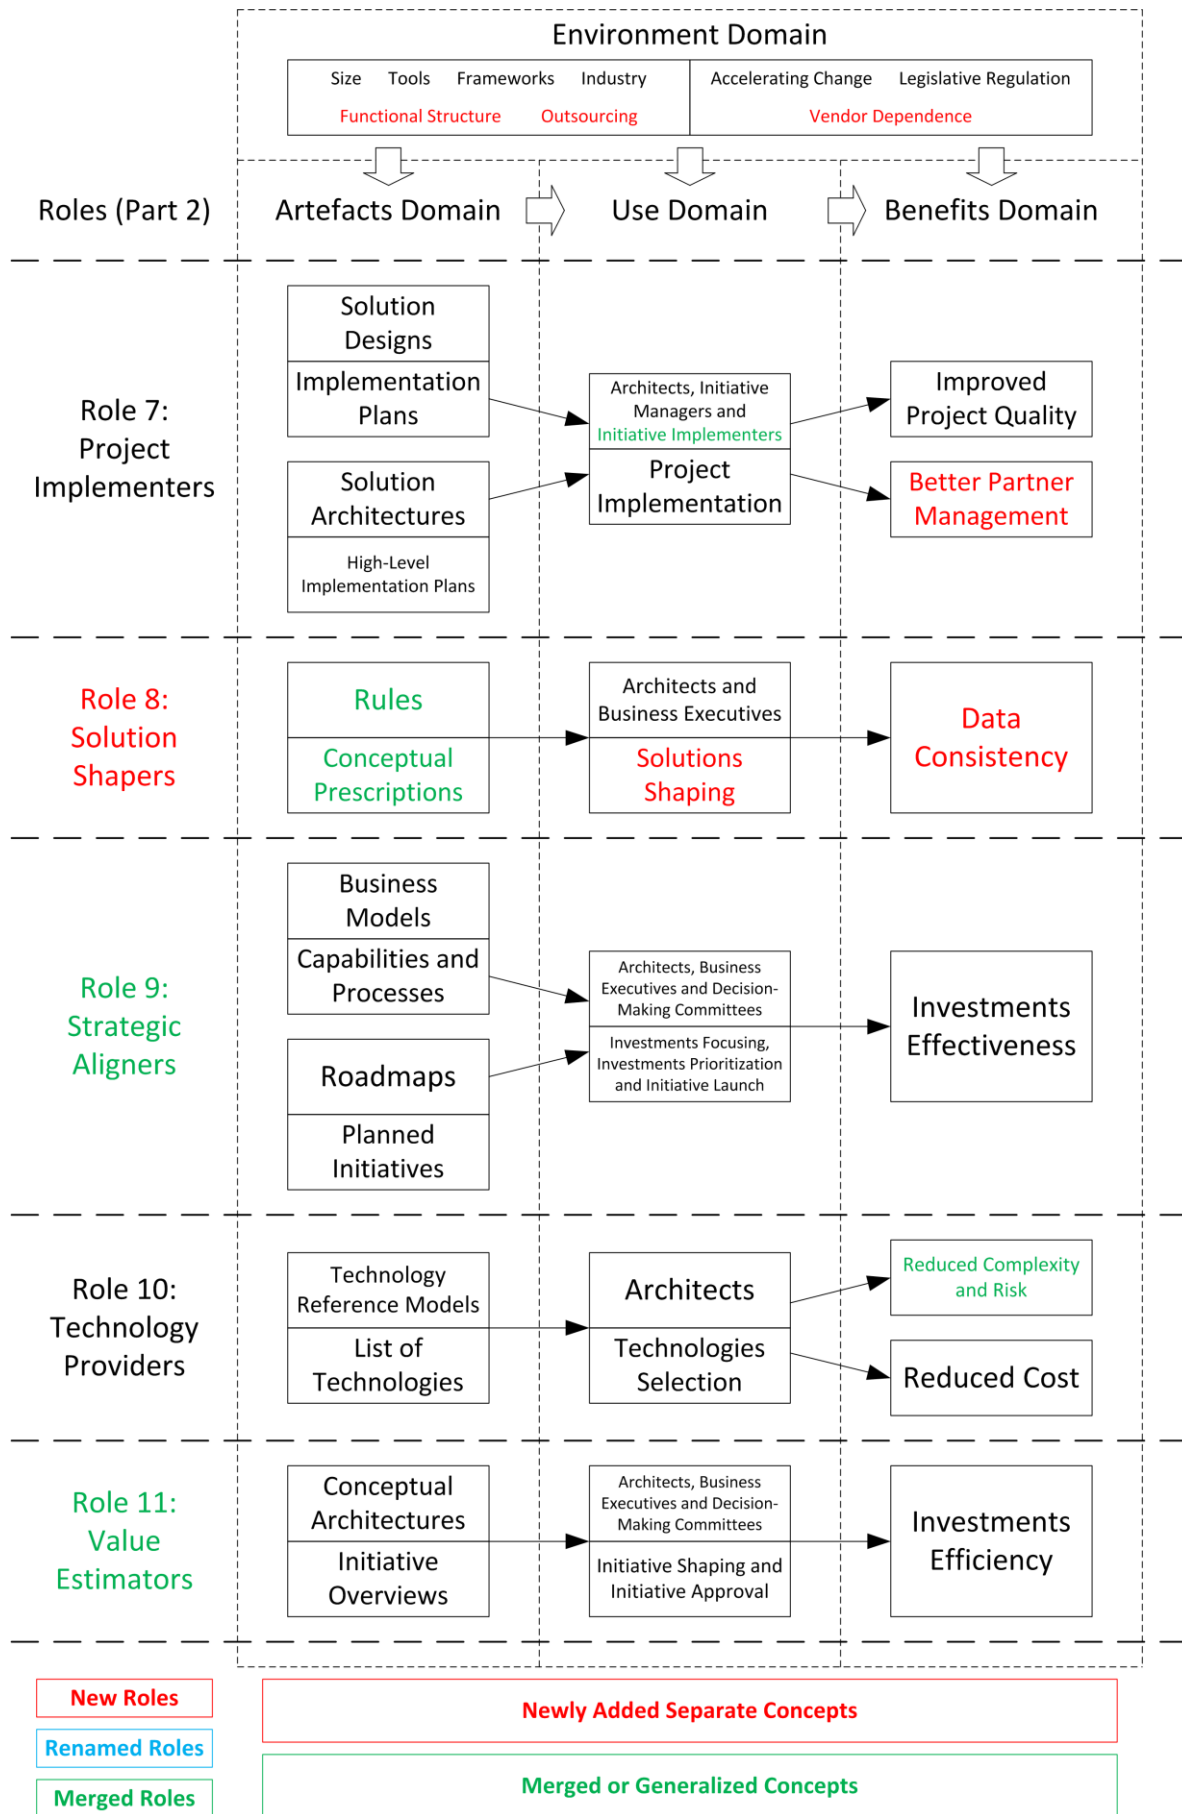 Environment Domain
Size Tools Frameworks Industry
Functional Structure Outsourcing
Accelerating Change Legislative Regulation
Vendor Dependence
Roles (Part 2)
Artefacts Domain
Use Domain
Benefits Domain
Role 7:
Project
Implementers
Solution
Designs
Implementation
Plans
Solution
Architectures
High-Level
Implementation Plans
Architects, Initiative
Managers and
Initiative Implementers
Project
Implementation
Improved
Project Quality
Better Partner
Management
Role 8:
Solution
Shapers
Rules
Conceptual
Prescriptions
Architects and
Business Executives
Solutions
Shaping
Data
Consistency
Role 9:
Strategic
Aligners
Business
Models
Capabilities and
Processes
Roadmaps
Planned
Initiatives
Architects, Business
Executives and Decision-
Making Committees
Investments Focusing,
Investments Prioritization
and Initiative Launch
Investments
Effectiveness
Role 10:
Technology
Providers
Technology
Reference Models
List of
Technologies
Architects
Technologies
Selection
Reduced Complexity
and Risk
Reduced Cost
Role 11:
Value
Estimators
Conceptual
Architectures
Initiative
Overviews
Architects, Business
Executives and Decision-
Making Committees
Initiative Shaping and
Initiative Approval
Investments
Efficiency
New Roles
Renamed Roles
Merged Roles
Newly Added Separate Concepts
Merged or Generalized Concepts